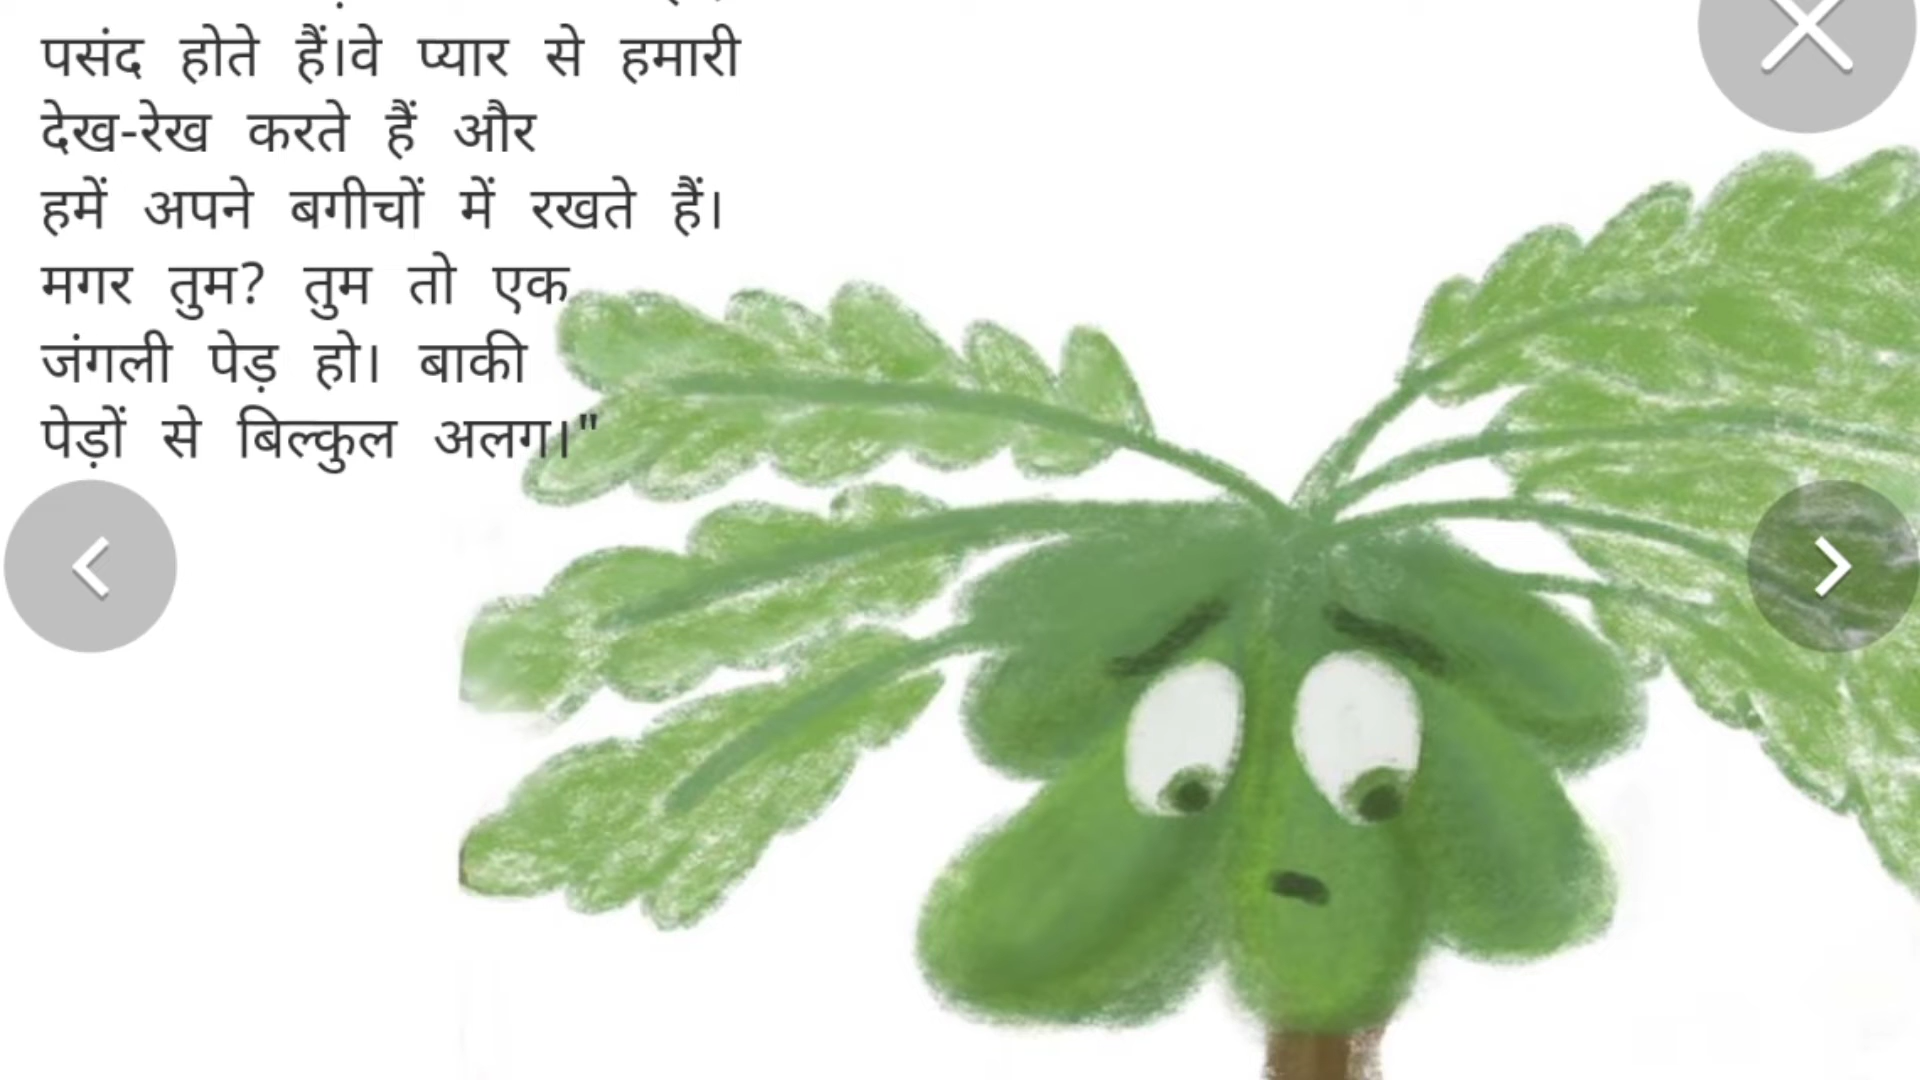 पसंद होते हैं।वे प्यार से हमारी
देख-रेख करते हैं और
हमें अपने बगीचों में रखते हैं।
मगर तुम? तुम तो एक
जंगली पेड़ हो। बाकी
पेड़ों से बिल्कुल अलग।"